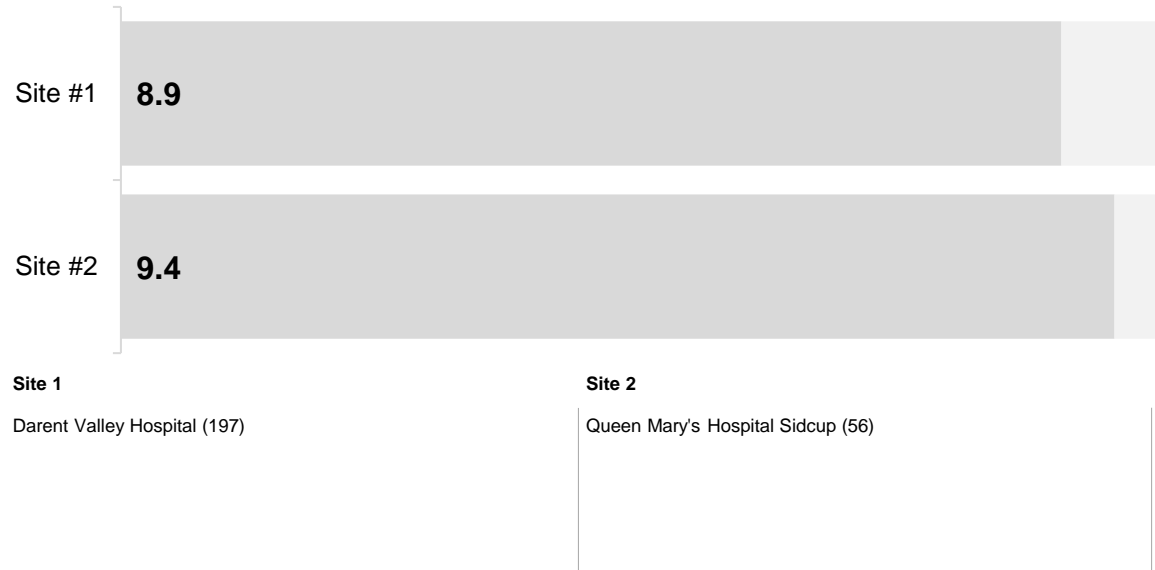 Site #1 8.9
Site #2 9.4
Site 1
Darent Valley Hospital (197)
Site 2
Queen Mary's Hospital Sidcup (56)